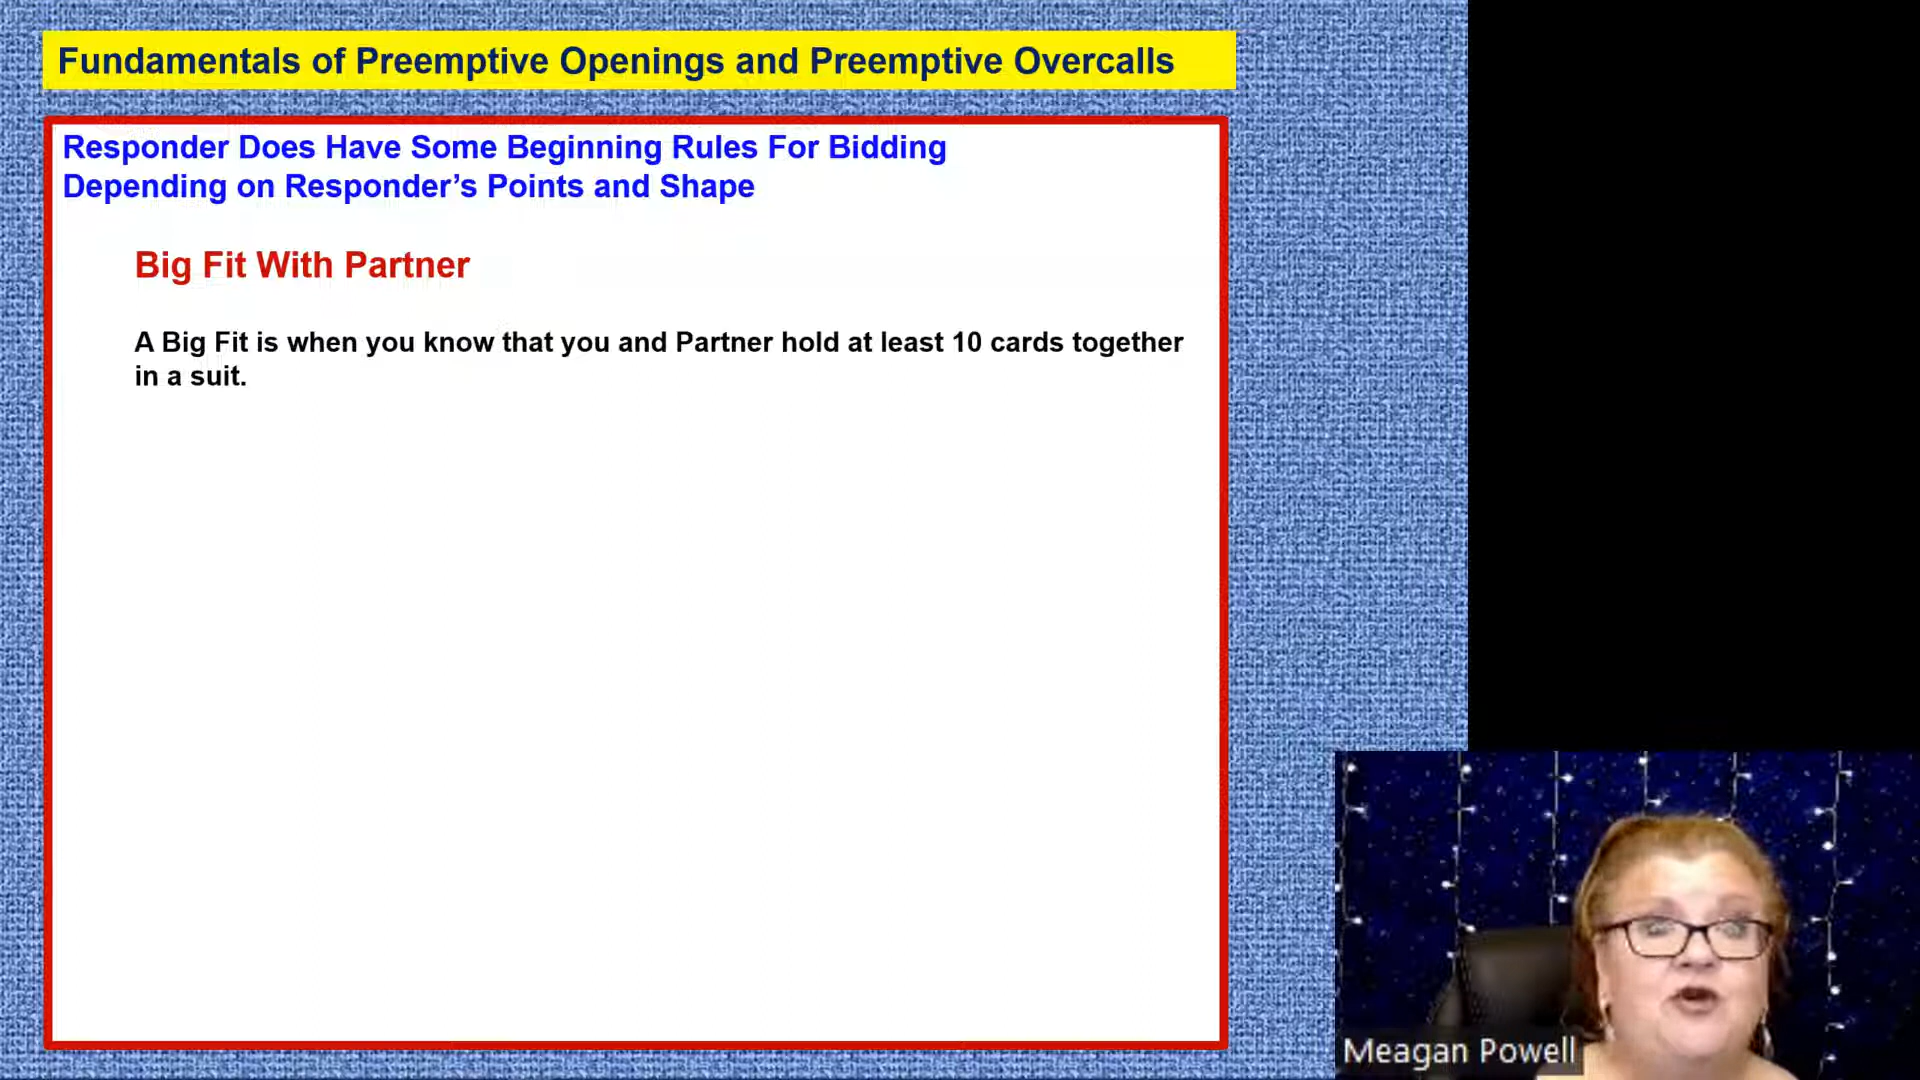 Fundamentals of Preemptive Openings and Preemptive Overcalls
Responder Does Have Some Beginning Rules For Bidding
Depending on Responder’s Points and Shape
Big Fit With Partner
A Big Fit is when you know that you and Partner hold at least 10 cards together
in a suit.
Meagan Powell